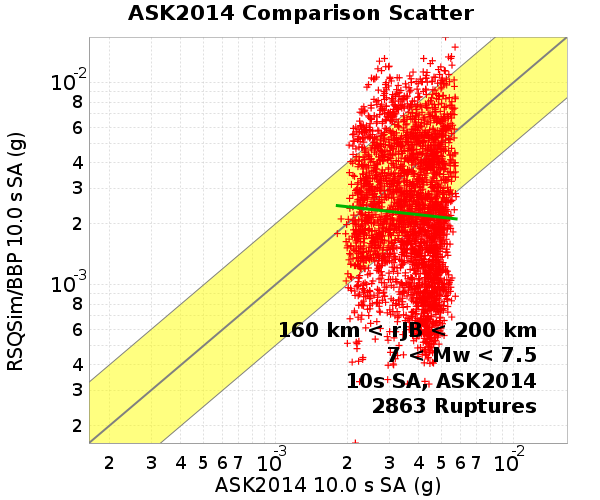 ASK2014 Comparison Scatter
RSQSim/BBP 10.0 s SA (g)
10-2
8
6
4
3
2
10-3
8
6
4
3
2
160 km < rJB < 200 km
7 < Mw < 7.5
10s SA, ASK2014
2863 Ruptures
2 3 4 5 6 7 10-3 2 3 4 5 6 7 10-2
ASK2014 10.0 s SA (g)